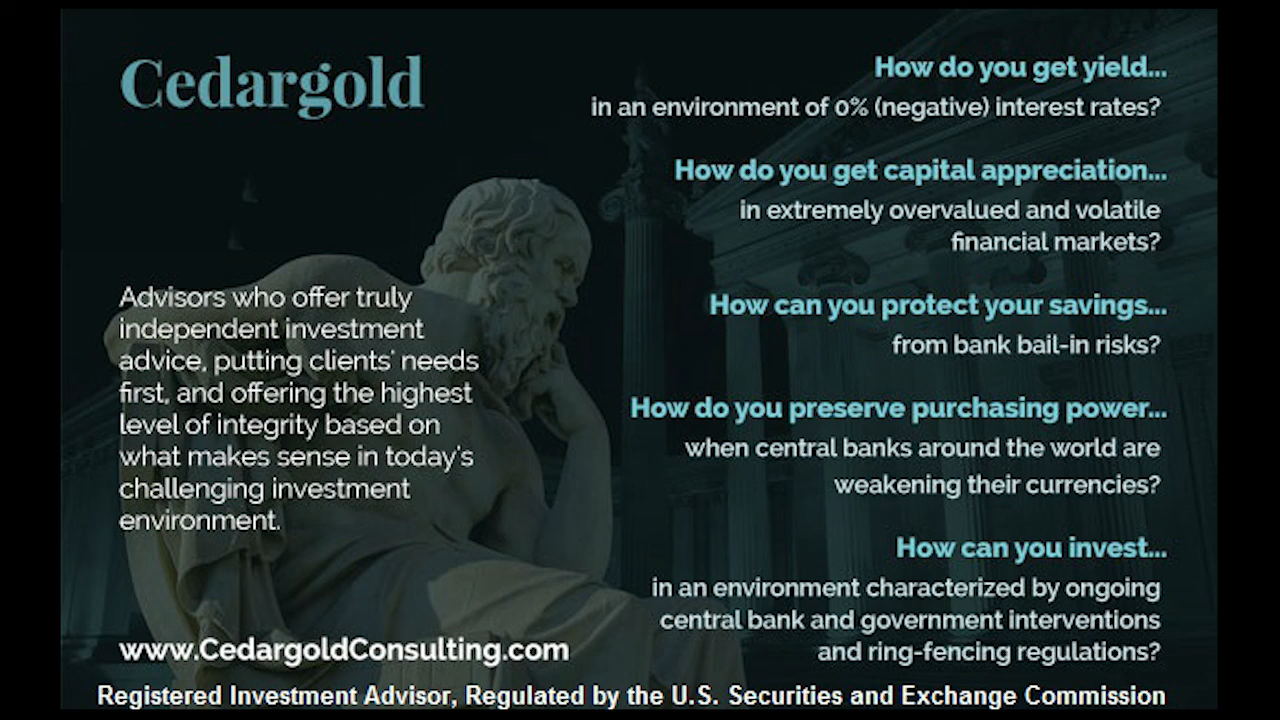 Cedargold
Advisors who offer truly
independent investment
advice, putting clients' needs
first, and offering the highest
level of integrity based on
what makes sense in today's
challenging investment
environment.
www.CedargoldConsulting.com
How do you get yield...
in an environment of 0% (negative) interest rates?
How do you get capital appreciation...
in extremely overvalued and volatile
financial markets?
How can you protect your savings...
from bank bail-in risks?
How do you preserve purchasing power...
when central banks around the world are
weakening their currencies?
How can you invest...
in an environment characterized by ongoing
central bank and government interventions
and ring-fencing regulations?
Registered Investment Advisor, Regulated by the U.S. Securities and Exchange Commission